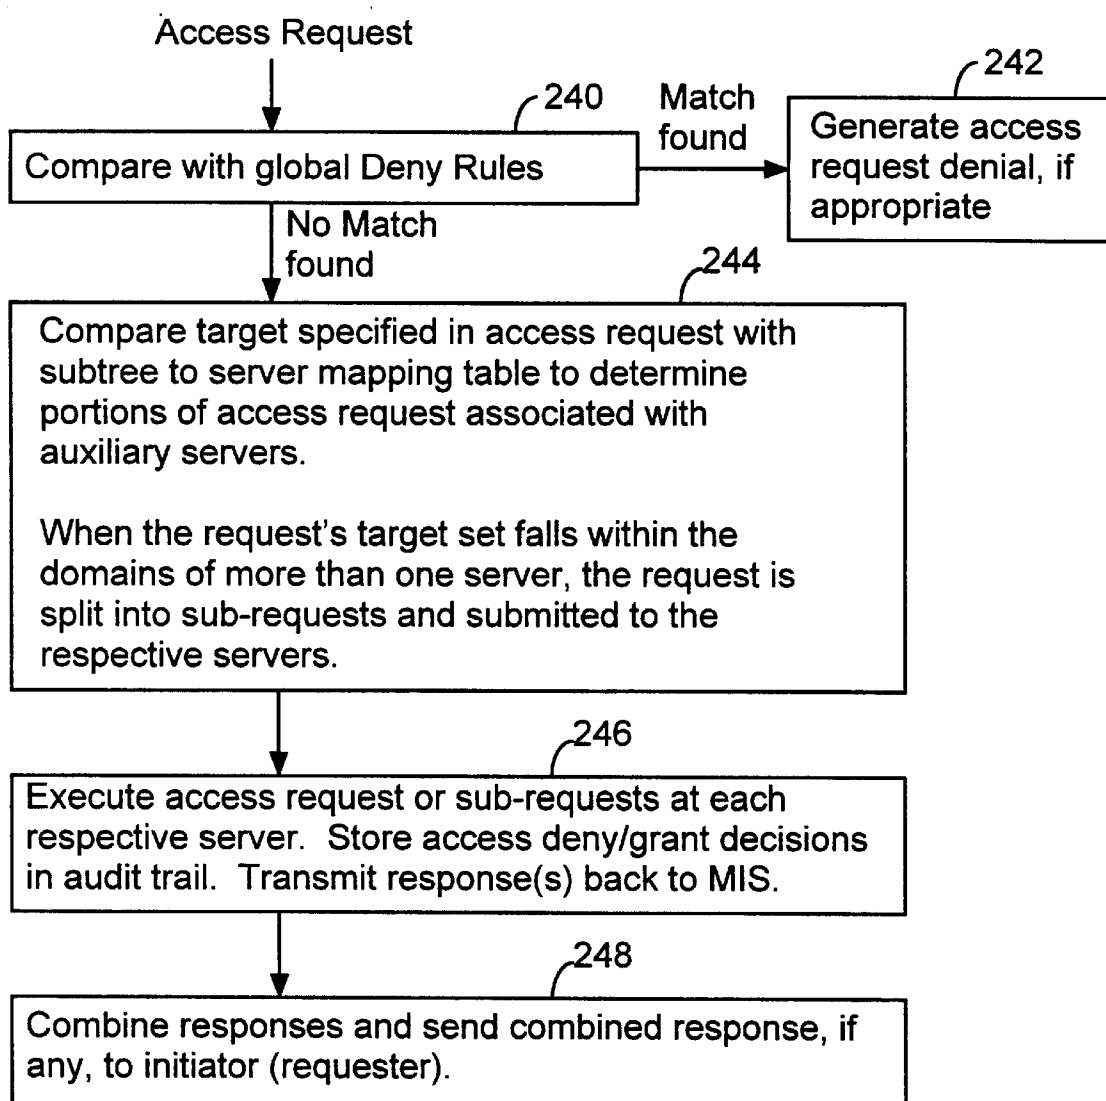 Access Request
240
Match
found
242
Compare with global Deny Rules
Generate access
request denial, if
appropriate
No Match
found
244
Compare target specified in access request with
subtree to server mapping table to determine
portions of access request associated with
auxiliary servers.
When the request's target set falls within the
domains of more than one server, the request is
split into sub-requests and submitted to the
respective servers.
246
Execute access request or sub-requests at each
respective server.  Store access deny/grant decisions
in audit trail.  Transmit response(s) back to MIS.
248
Combine responses and send combined response, if
any, to initiator (requester).